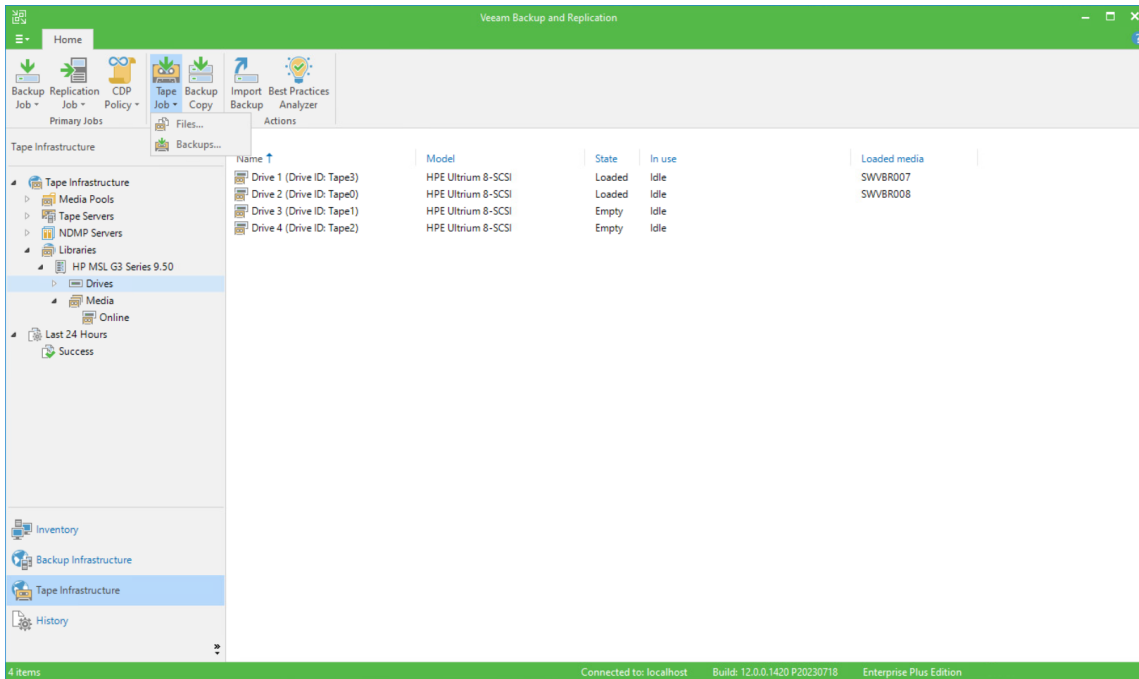 Veeam Backup and Replication
Home
Backup Job
Replication Job
CDP Policy
Tape Job
Backup Copy
Import Backup
Best Practices Analyzer
Primary Jobs
Actions
Files...
Backups...
Tape Infrastructure
Name Model State In use Loaded media
Drive 1 (Drive ID: Tape3) HPE Ultrium 8-SCSI Loaded Idle SWVBR007
Drive 2 (Drive ID: Tape0) HPE Ultrium 8-SCSI Loaded Idle SWVBR008
Drive 3 (Drive ID: Tape1) HPE Ultrium 8-SCSI Empty Idle
Drive 4 (Drive ID: Tape2) HPE Ultrium 8-SCSI Empty Idle
Tape Infrastructure
Media Pools
Tape Servers
NDMP Servers
Libraries
HP MSL G3 Series 9.50
Drives
Media
Online
Last 24 Hours
Success
Inventory
Backup Infrastructure
Tape Infrastructure
History
4 items Connected to: localhost Build: 12.0.0.1420 P20230718 Enterprise Plus Edition